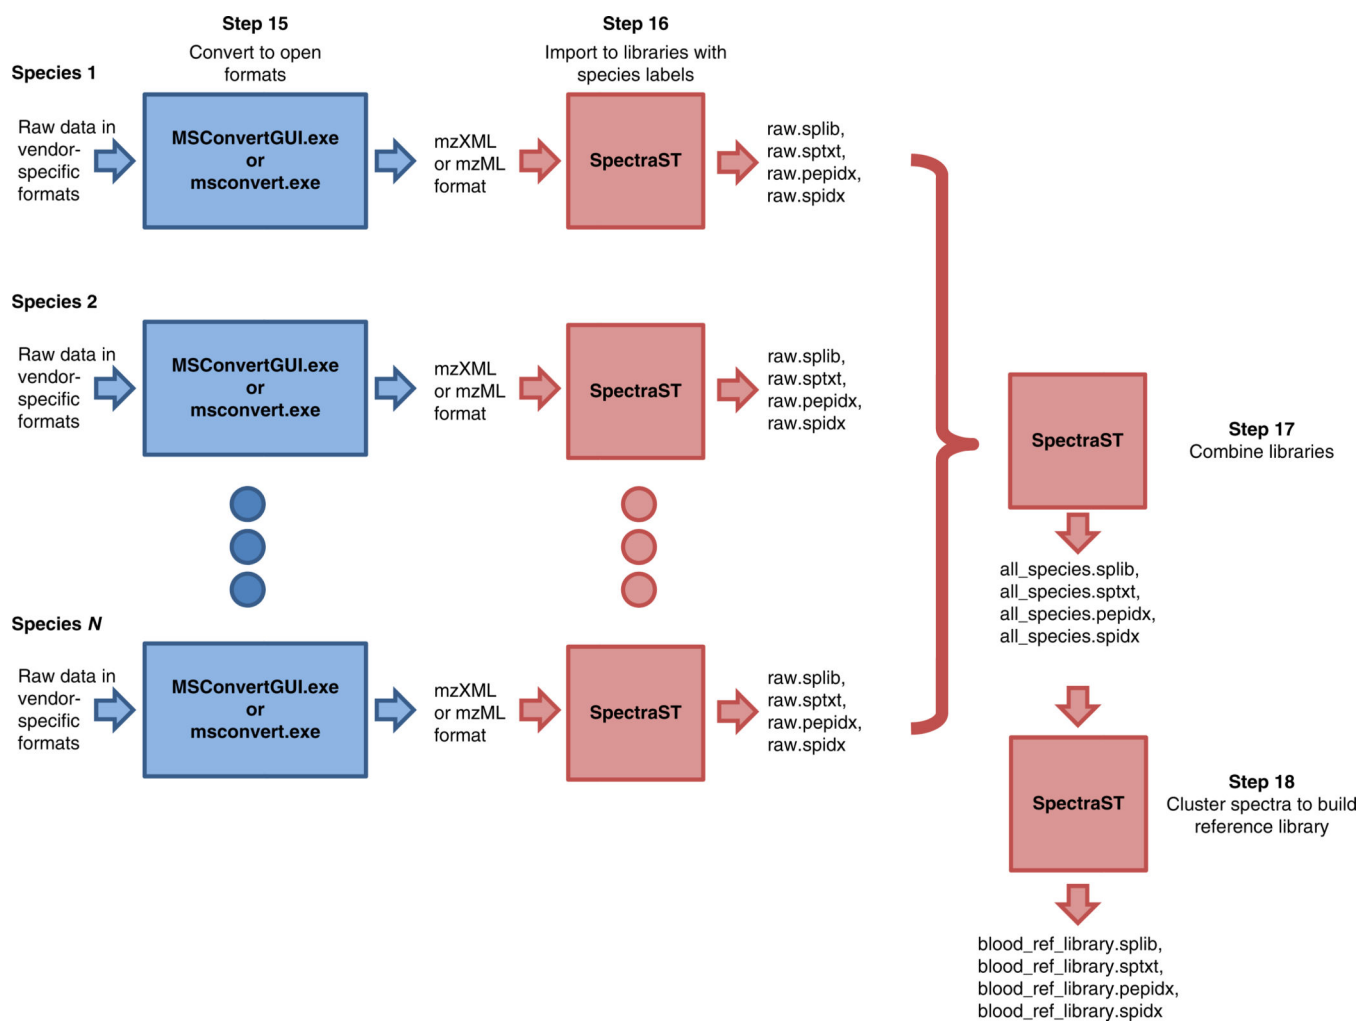 Step 15
Convert to open
formats
Step 16
Import to libraries with
species labels
Species 1
Raw data in
vendor-
specific
formats
MSConvertGUI.exe
or
msconvert.exe
mzXML
or mzML
format
SpectraST
raw.splib,
raw.sptxt,
raw.pepidx,
raw.spidx
Species 2
Raw data in
vendor-
specific
formats
MSConvertGUI.exe
or
msconvert.exe
mzXML
or mzML
format
SpectraST
raw.splib,
raw.sptxt,
raw.pepidx,
raw.spidx
Species N
Raw data in
vendor-
specific
formats
MSConvertGUI.exe
or
msconvert.exe
mzXML
or mzML
format
SpectraST
raw.splib,
raw.sptxt,
raw.pepidx,
raw.spidx
SpectraST
Step 17
Combine libraries
all_species.splib,
all_species.sptxt,
all_species.pepidx,
all_species.spidx
SpectraST
Step 18
Cluster spectra to build
reference library
blood_ref_library.splib,
blood_ref_library.sptxt,
blood_ref_library.pepidx,
blood_ref_library.spidx